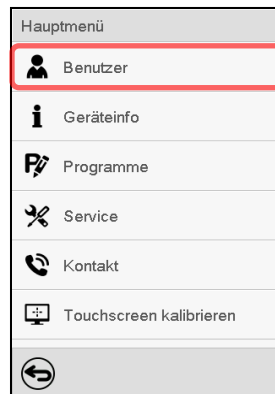 Hauptmenü
Benutzer
Geräteinfo
Programme
Service
Kontakt
Touchscreen kalibrieren